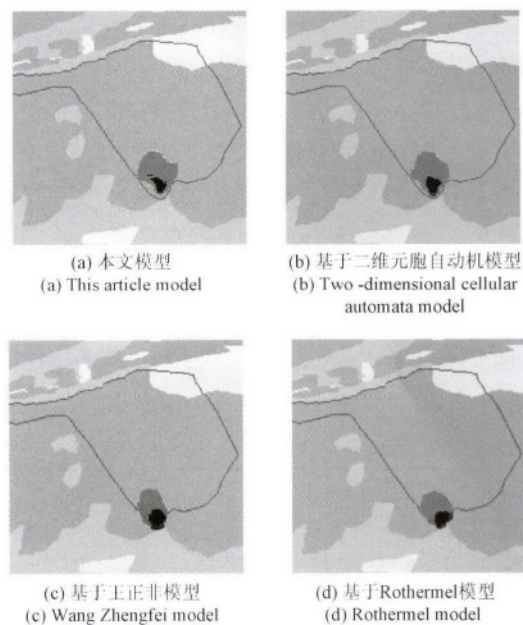 (a) 本文模型
(a) This article model
(b) 基于二维元胞自动机模型
(b) Two -dimensional cellular
automata model
(c) 基于王正非模型
(c) Wang Zhengfei model
(d) 基于Rothermel模型
(d) Rothermel model